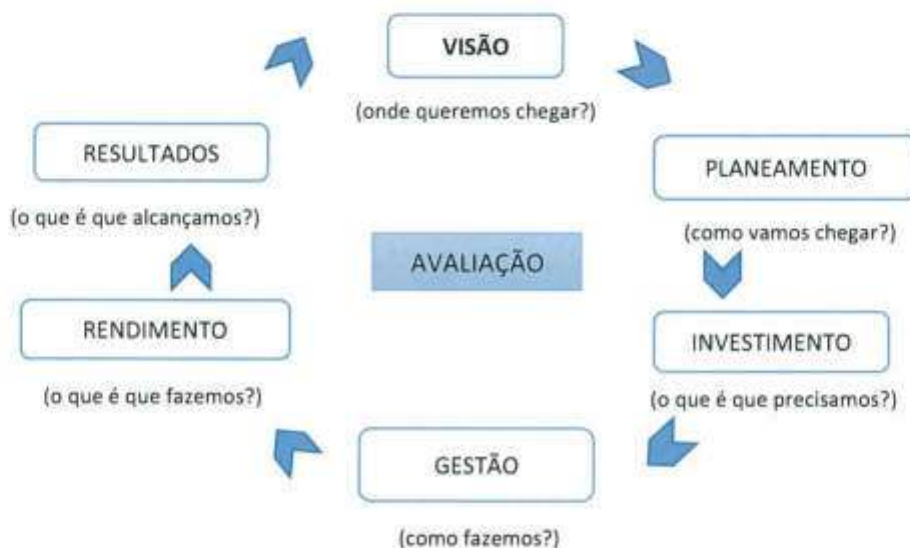 VISÃO
(onde queremos chegar?)
PLANEAMENTO
(como vamos chegar?)
INVESTIMENTO
(o que é que precisamos?)
GESTÃO
(como fazemos?)
RENDIMENTO
(o que é que fazemos?)
RESULTADOS
(o que é que alcançamos?)
AVALIAÇÃO